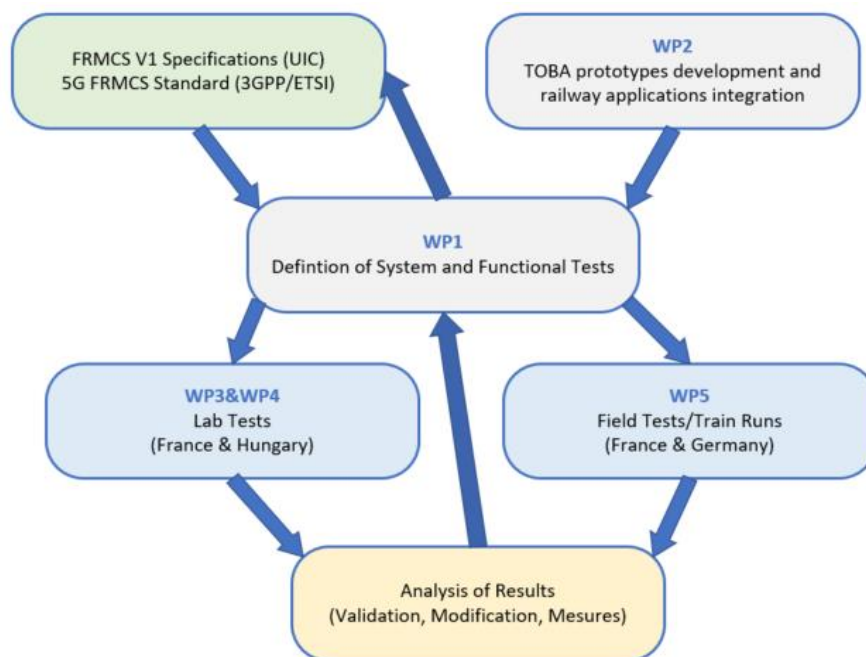 FRMCS V1 Specifications (UIC)
5G FRMCS Standard (3GPP/ETSI)
WP2
TOBA prototypes development and
railway applications integration
WP1
Defintion of System and Functional Tests
WP3&WP4
Lab Tests
(France & Hungary)
WP5
Field Tests/Train Runs
(France & Germany)
Analysis of Results
(Validation, Modification, Mesures)